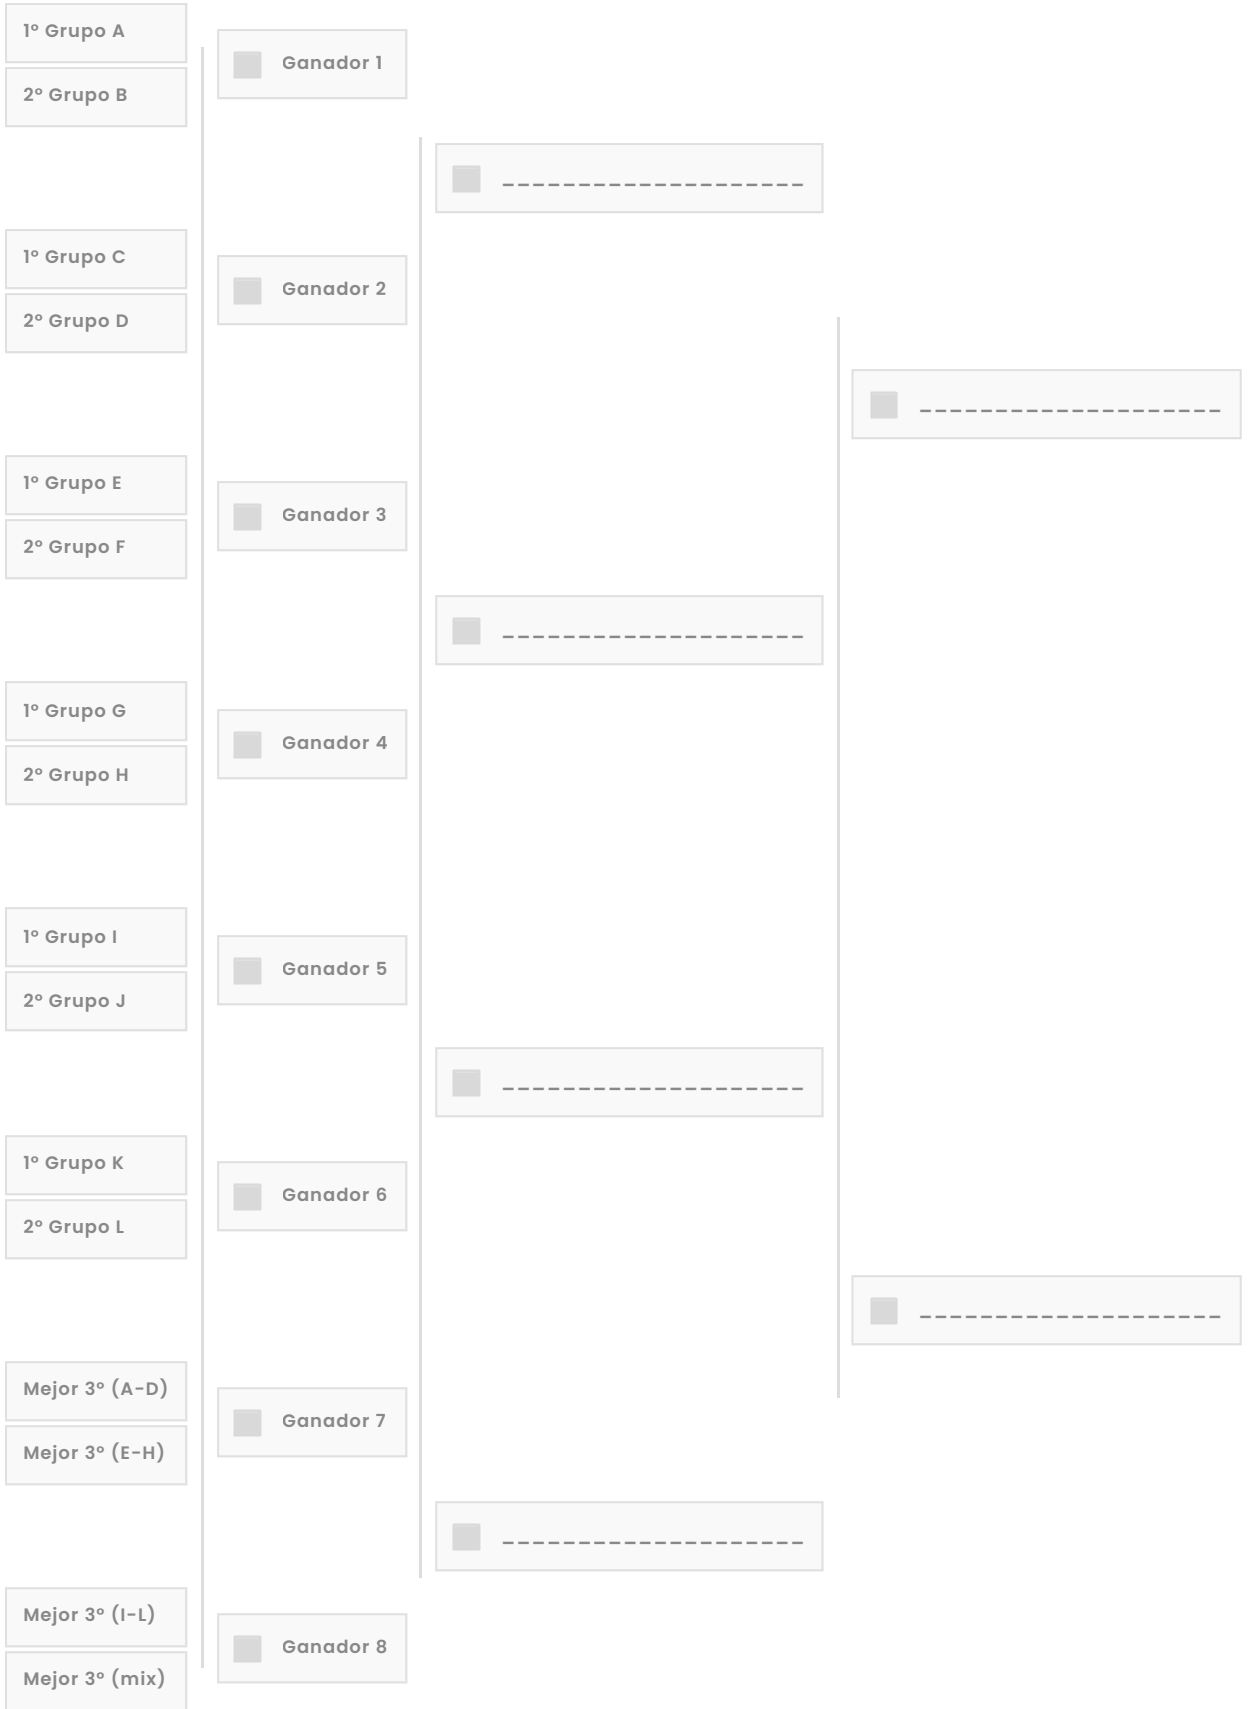 1º Grupo A
2º Grupo B
Ganador 1
1º Grupo C
2º Grupo D
Ganador 2
1º Grupo E
2º Grupo F
Ganador 3
1º Grupo G
2º Grupo H
Ganador 4
1º Grupo I
2º Grupo J
Ganador 5
1º Grupo K
2º Grupo L
Ganador 6
Mejor 3º (A-D)
Mejor 3º (E-H)
Ganador 7
Mejor 3º (I-L)
Mejor 3º (mix)
Ganador 8